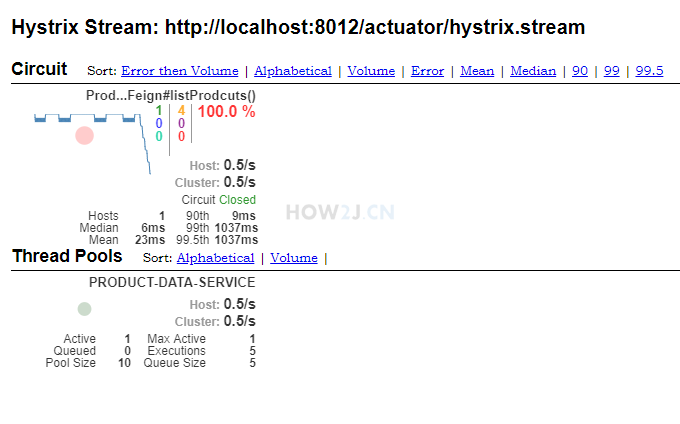 Hystrix Stream: http://localhost:8012/actuator/hystrix.stream
Circuit Sort: Error then Volume | Alphabetical | Volume | Error | Mean | Median | 90 | 99 | 99.5
Prod...Feign#listProdcuts()
1 4 100.0 %
0 0
0 0
Host: 0.5/s
Cluster: 0.5/s
Circuit Closed
Hosts 1 90th 9ms
Median 6ms 99th 1037ms
Mean 23ms 99.5th 1037ms
HOW2J.CN
Thread Pools Sort: Alphabetical | Volume |
PRODUCT-DATA-SERVICE
Host: 0.5/s
Cluster: 0.5/s
Active 1 Max Active 1
Queued 0 Executions 5
Pool Size 10 Queue Size 5